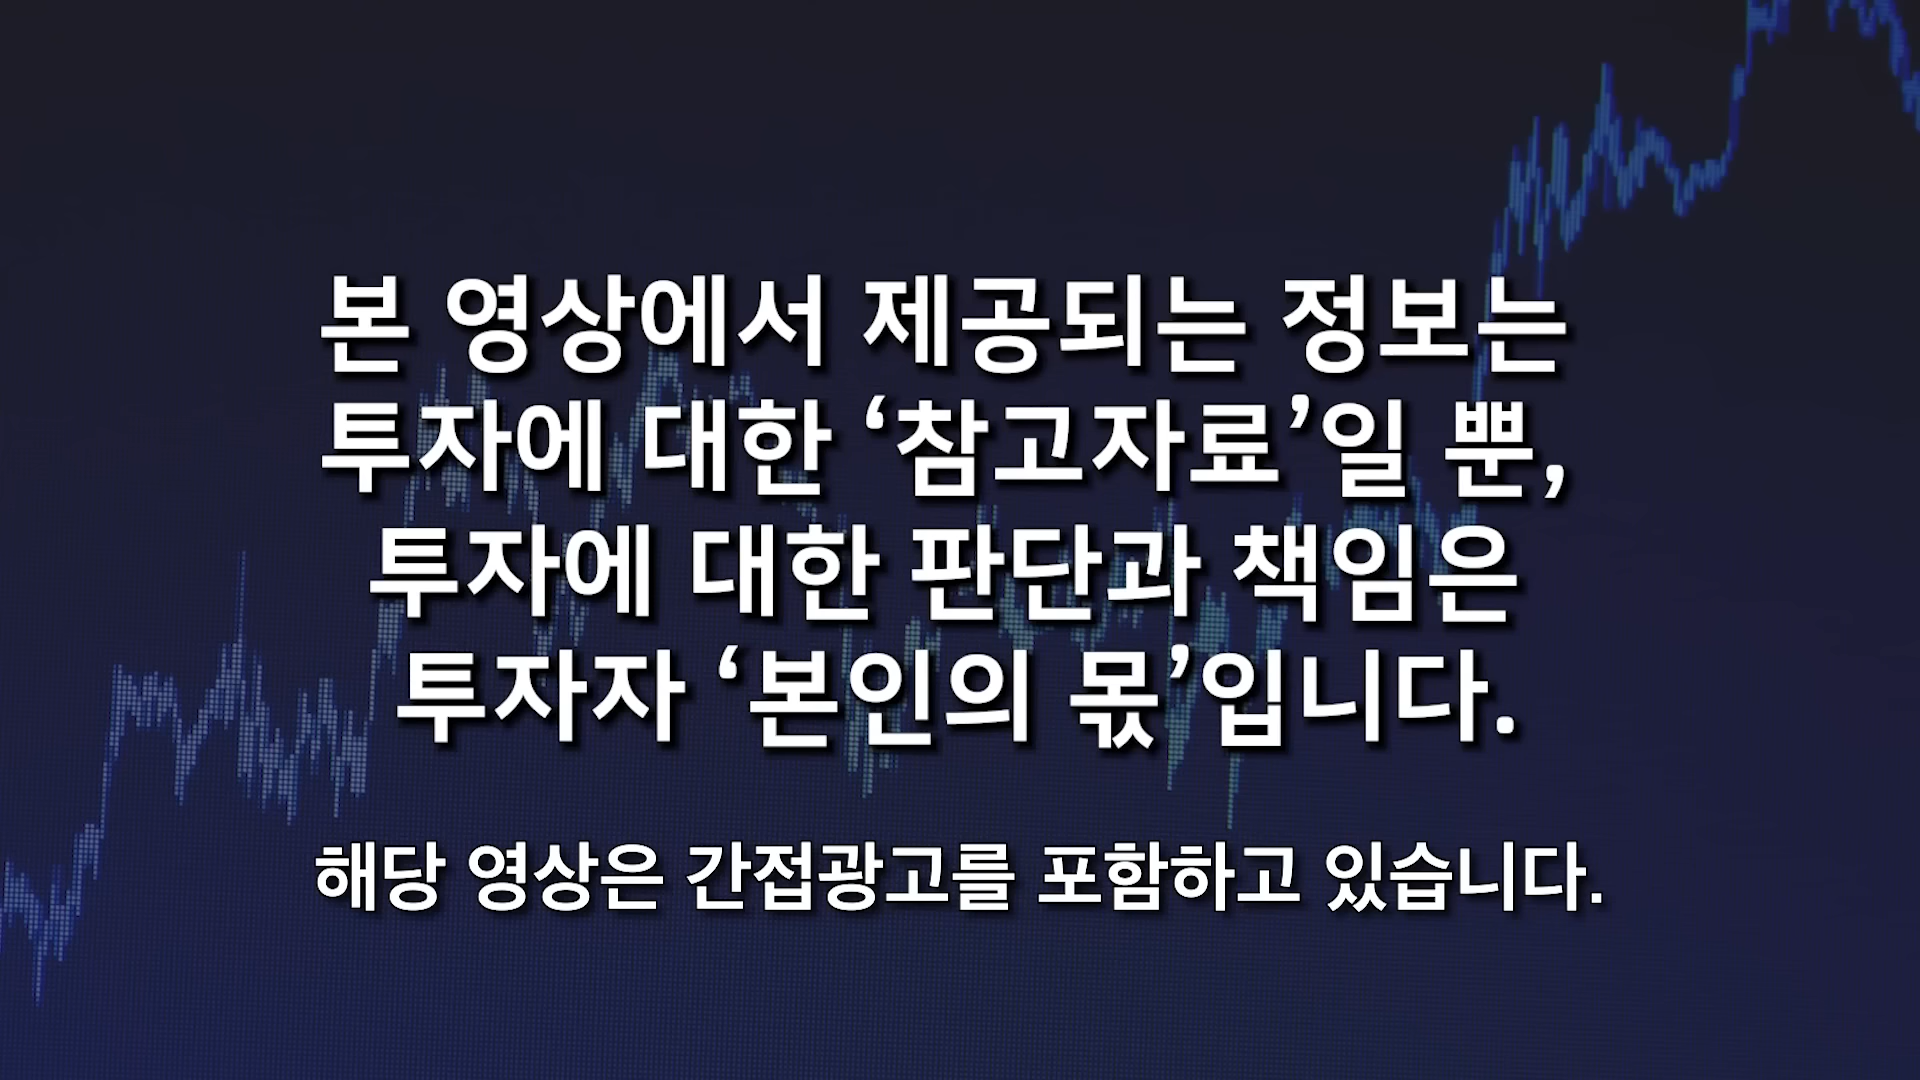 본 영상에서 제공되는 정보는
투자에 대한 ‘참고자료’일 뿐,
투자에 대한 판단과 책임은
투자자 ‘본인의 몫’입니다.
해당 영상은 간접광고를 포함하고 있습니다.